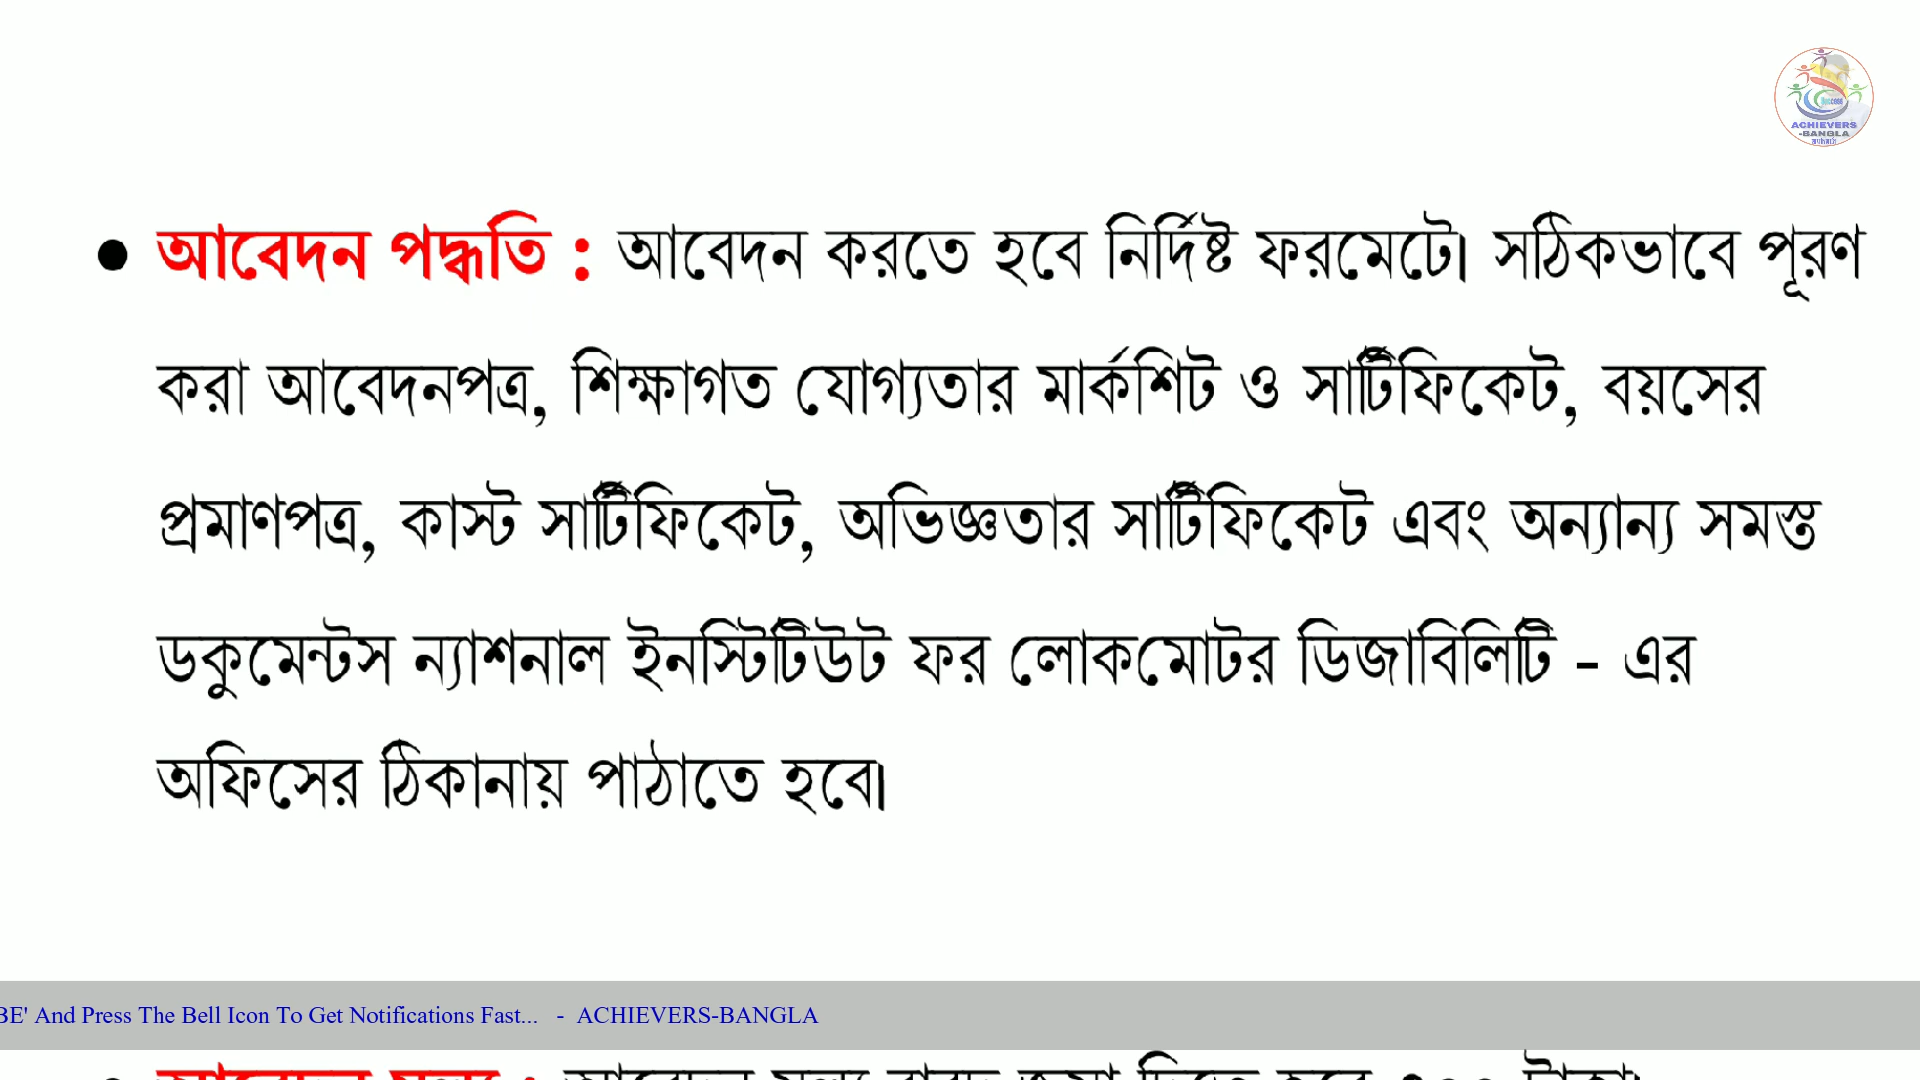 ACHIEVERS
-BANGLA
• আবেদন পদ্ধতি : আবেদন করতে হবে নির্দিষ্ট ফরমেটে। সঠিকভাবে পূরণ
করা আবেদনপত্র, শিক্ষাগত যোগ্যতার মার্কশিট ও সার্টিফিকেট, বয়সের
প্রমাণপত্র, কাস্ট সার্টিফিকেট, অভিজ্ঞতার সার্টিফিকেট এবং অন্যান্য সমস্ত
ডকুমেন্টস ন্যাশনাল ইনস্টিটিউট ফর লোকমোটর ডিজাবিলিটি - এর
অফিসের ঠিকানায় পাঠাতে হবে।
BE' And Press The Bell Icon To Get Notifications Fast... - ACHIEVERS-BANGLA